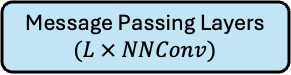 Message Passing Layers
(L × NNConv)